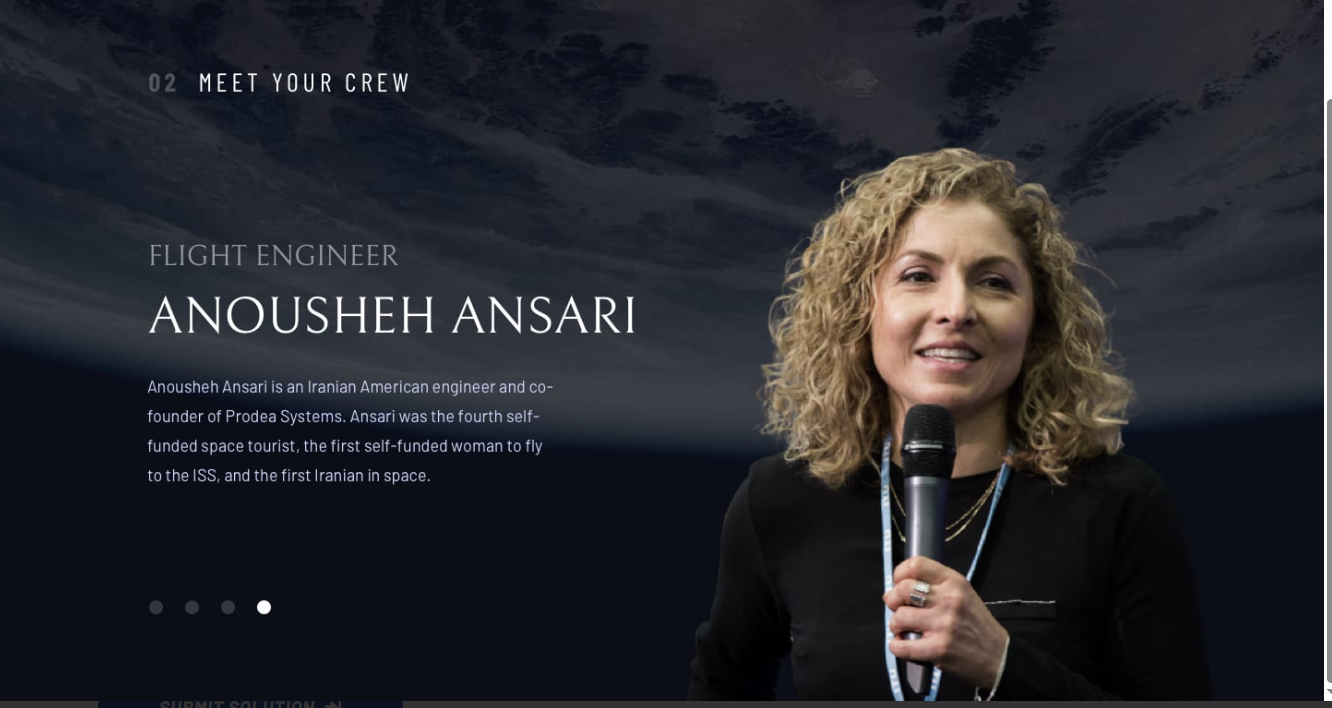 02 MEET YOUR CREW
FLIGHT ENGINEER
ANOUSHEH ANSARI
Anousheh Ansari is an Iranian American engineer and co-
founder of Prodea Systems. Ansari was the fourth self-
funded space tourist, the first self-funded woman to fly
to the ISS, and the first Iranian in space.
SUBMIT SOLUTION